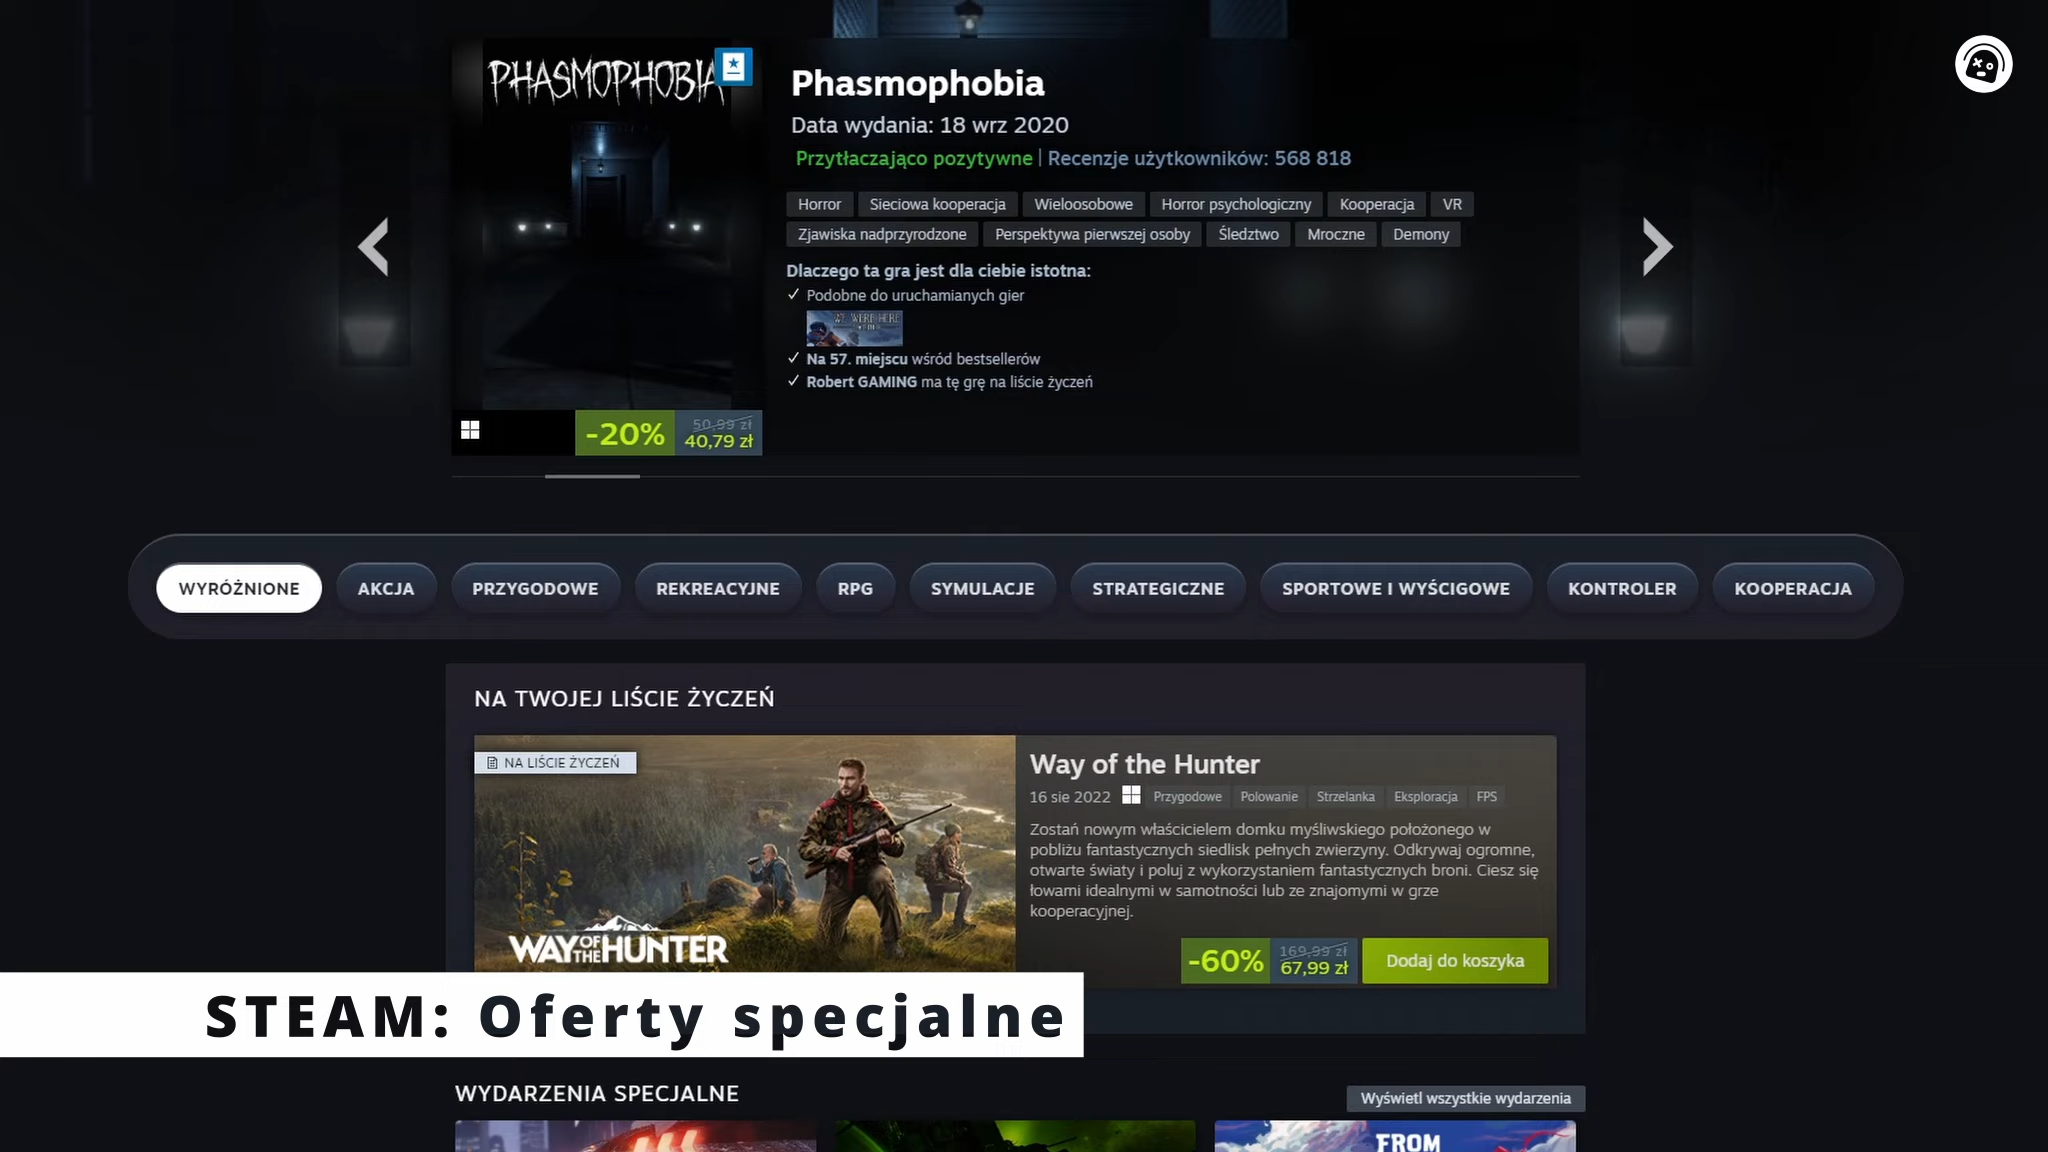 PHASMOPHOBIA
Phasmophobia
Data wydania: 18 wrz 2020
Przytłaczająco pozytywne | Recenzje użytkowników: 568 818
Horror Sieciowa kooperacja Wieloosobowe Horror psychologiczny Kooperacja VR
Zjawiska nadprzyrodzone Perspektywa pierwszej osoby Śledztwo Mroczne Demony
Dlaczego ta gra jest dla ciebie istotna:
Podobne do uruchamianych gier
WE WERE HERE
Na 57. miejscu wśród bestsellerów
Robert GAMING ma tę grę na liście życzeń
-20% 50,99 zł
40,79 zł
WYRÓŻNIONE AKCJA PRZYGODOWE REKREACYJNE RPG SYMULACJE STRATEGICZNE SPORTOWE I WYŚCIGOWE KONTROLER KOOPERACJA
NA TWOJEJ LIŚCIE ŻYCZEŃ
NA LIŚCIE ŻYCZEŃ
WAY OF THE HUNTER
Way of the Hunter
16 sie 2022 Przygodowe Polowanie Strzelanka Eksploracja FPS
Zostań nowym właścicielem domku myśliwskiego położonego w
pobliżu fantastycznych siedlisk pełnych zwierzyny. Odkrywaj ogromne,
otwarte światy i poluj z wykorzystaniem fantastycznych broni. Ciesz się
łowami idealnymi w samotności lub ze znajomymi w grze
kooperacyjnej.
-60% 169,99 zł
67,99 zł
Dodaj do koszyka
STEAM: Oferty specjalne
WYDARZENIA SPECJALNE
Wyświetl wszystkie wydarzenia
FROM